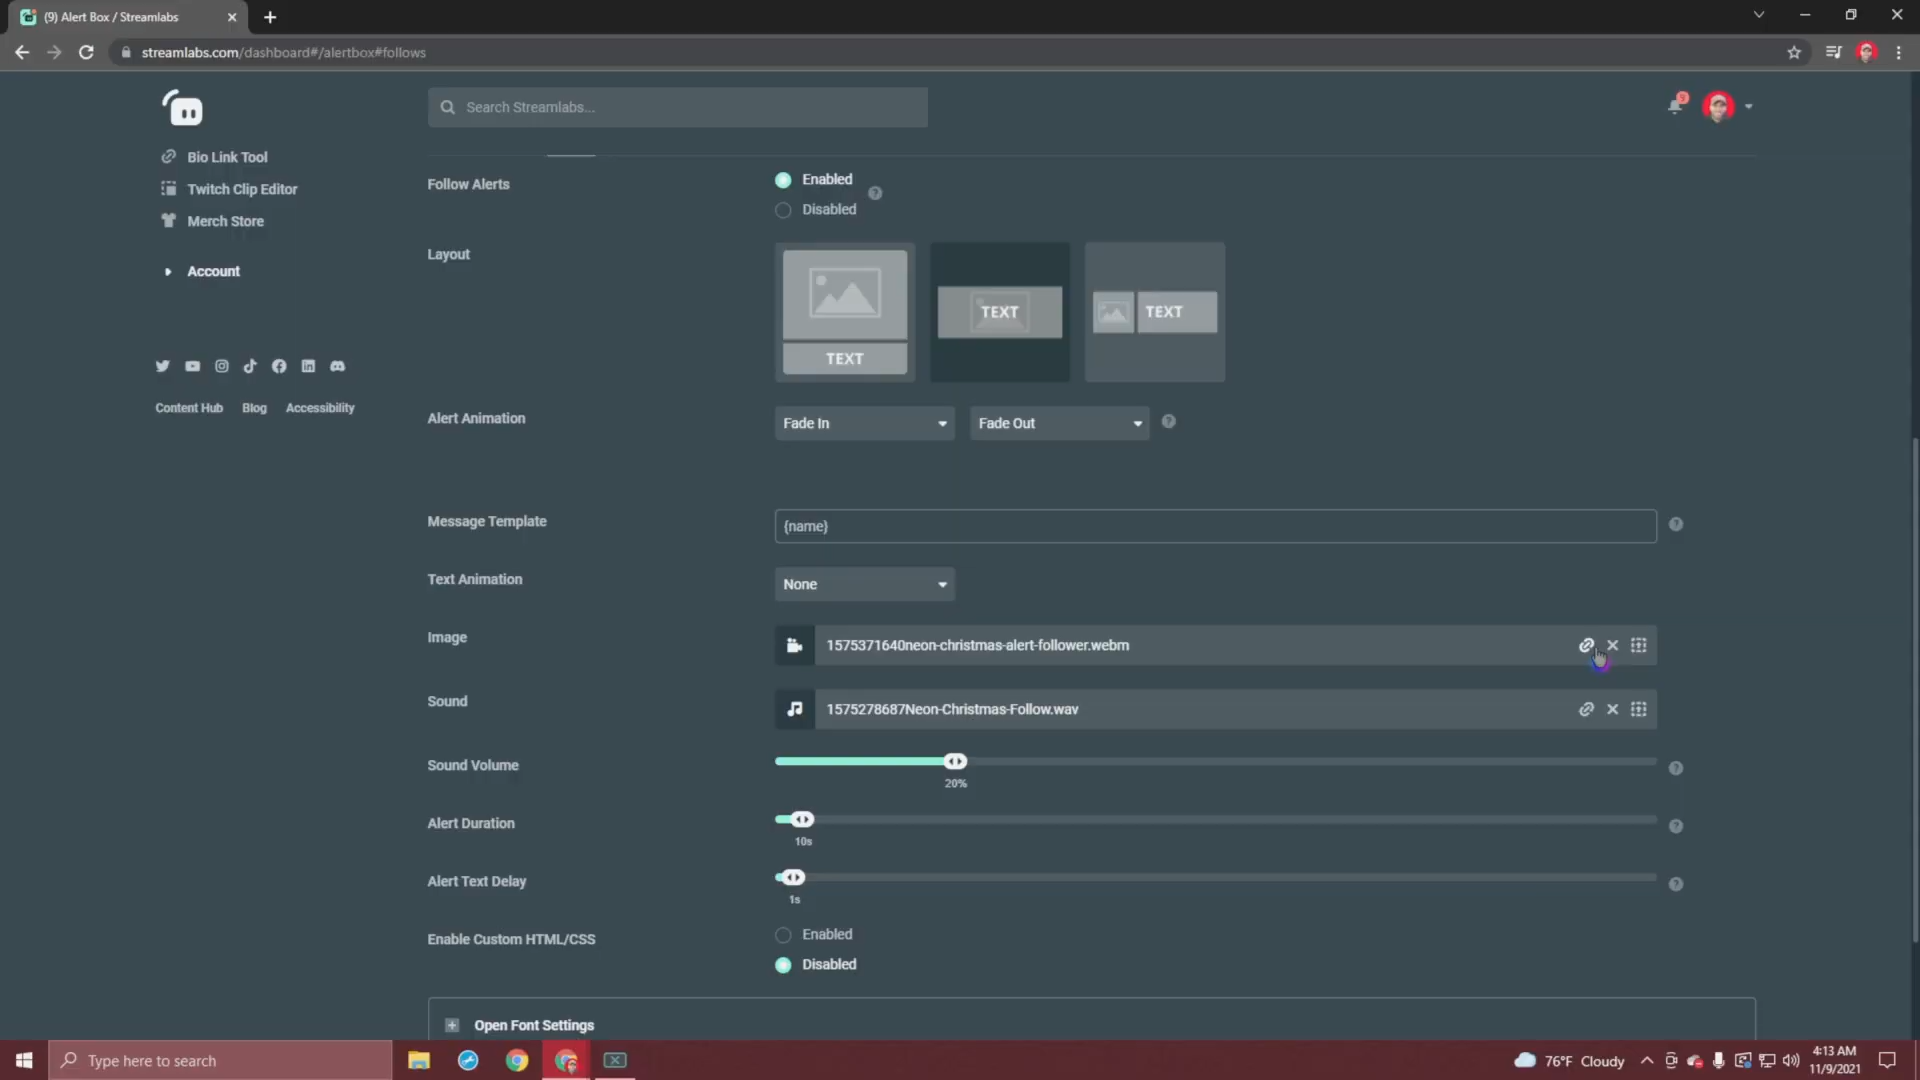 (9) Alert Box / Streamlabs
streamlabs.com/dashboard#/alertbox#follows
Search Streamlabs...
9
Bio Link Tool
Twitch Clip Editor
Merch Store
Account
Content Hub Blog Accessibility
Follow Alerts
Enabled
Disabled
Layout
TEXT
TEXT
TEXT
Alert Animation
Fade In
Fade Out
Message Template
{name}
Text Animation
None
Image
1575371640neon-christmas-alert-follower.webm
Sound
1575278687Neon-Christmas-Follow.wav
Sound Volume
20%
Alert Duration
10s
Alert Text Delay
1s
Enable Custom HTML/CSS
Enabled
Disabled
Open Font Settings
Type here to search
76°F Cloudy
4:13 AM
11/9/2021